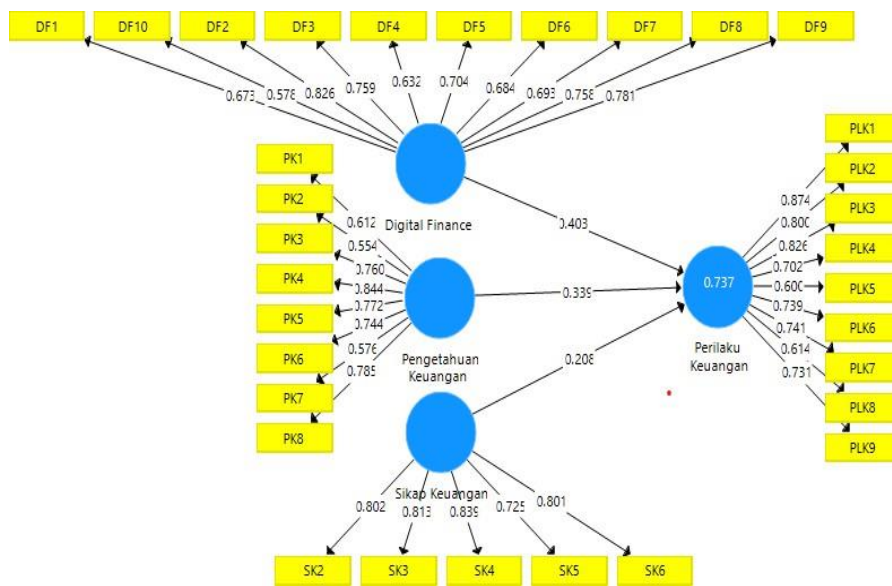 DF1 DF10 DF2 DF3 DF4 DF5 DF6 DF7 DF8 DF9
0.673 0.578 0.826 0.759 0.632 0.704 0.684 0.693 0.758 0.781
Digital Finance
PK1
PK2
PK3
PK4
PK5
PK6
PK7
PK8
0.612
0.554
0.760
0.844
0.772
0.744
0.576
0.785
Pengetahuan
Keuangan
0.403
0.339
0.208
0.737
Perilaku
Keuangan
PLK1
PLK2
PLK3
PLK4
PLK5
PLK6
PLK7
PLK8
PLK9
0.874
0.800
0.826
0.702
0.600
0.739
0.741
0.614
0.731
Sikap Keuangan
0.802 0.813 0.839 0.725 0.801
SK2 SK3 SK4 SK5 SK6